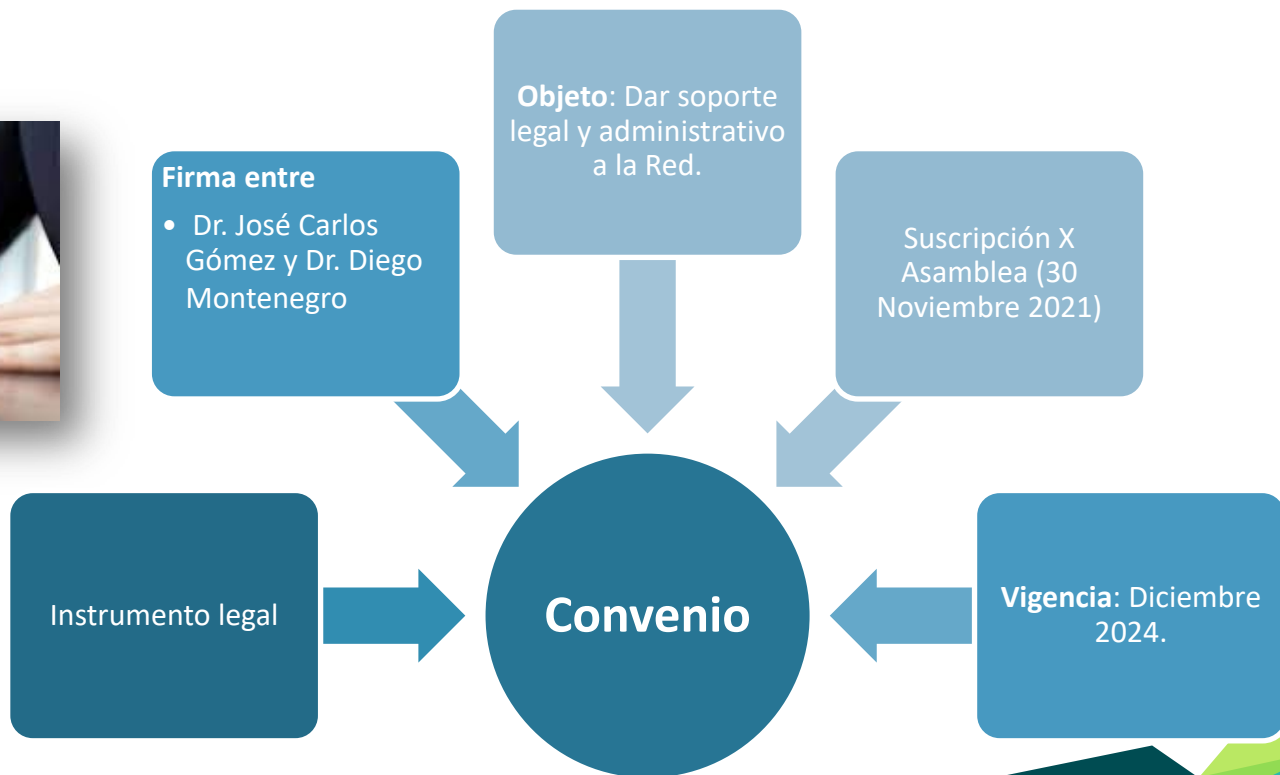 Objeto: Dar soporte
legal y administrativo
a la Red.
Firma entre
• Dr. José Carlos
Gómez y Dr. Diego
Montenegro
Suscripción X
Asamblea (30
Noviembre 2021)
Instrumento legal
Convenio
Vigencia: Diciembre
2024.